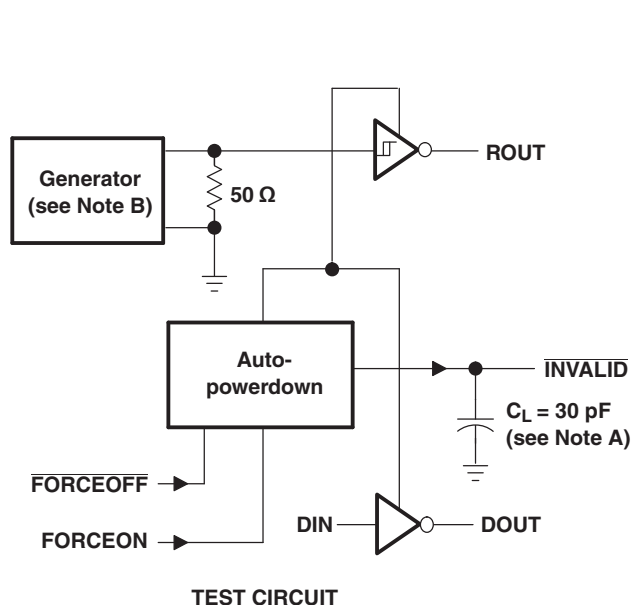 Generator
(see Note B)
50 Ω
ROUT
Auto-
powerdown
INVALID
C_L = 30 pF
(see Note A)
FORCEOFF
FORCEON
DIN
DOUT
TEST CIRCUIT